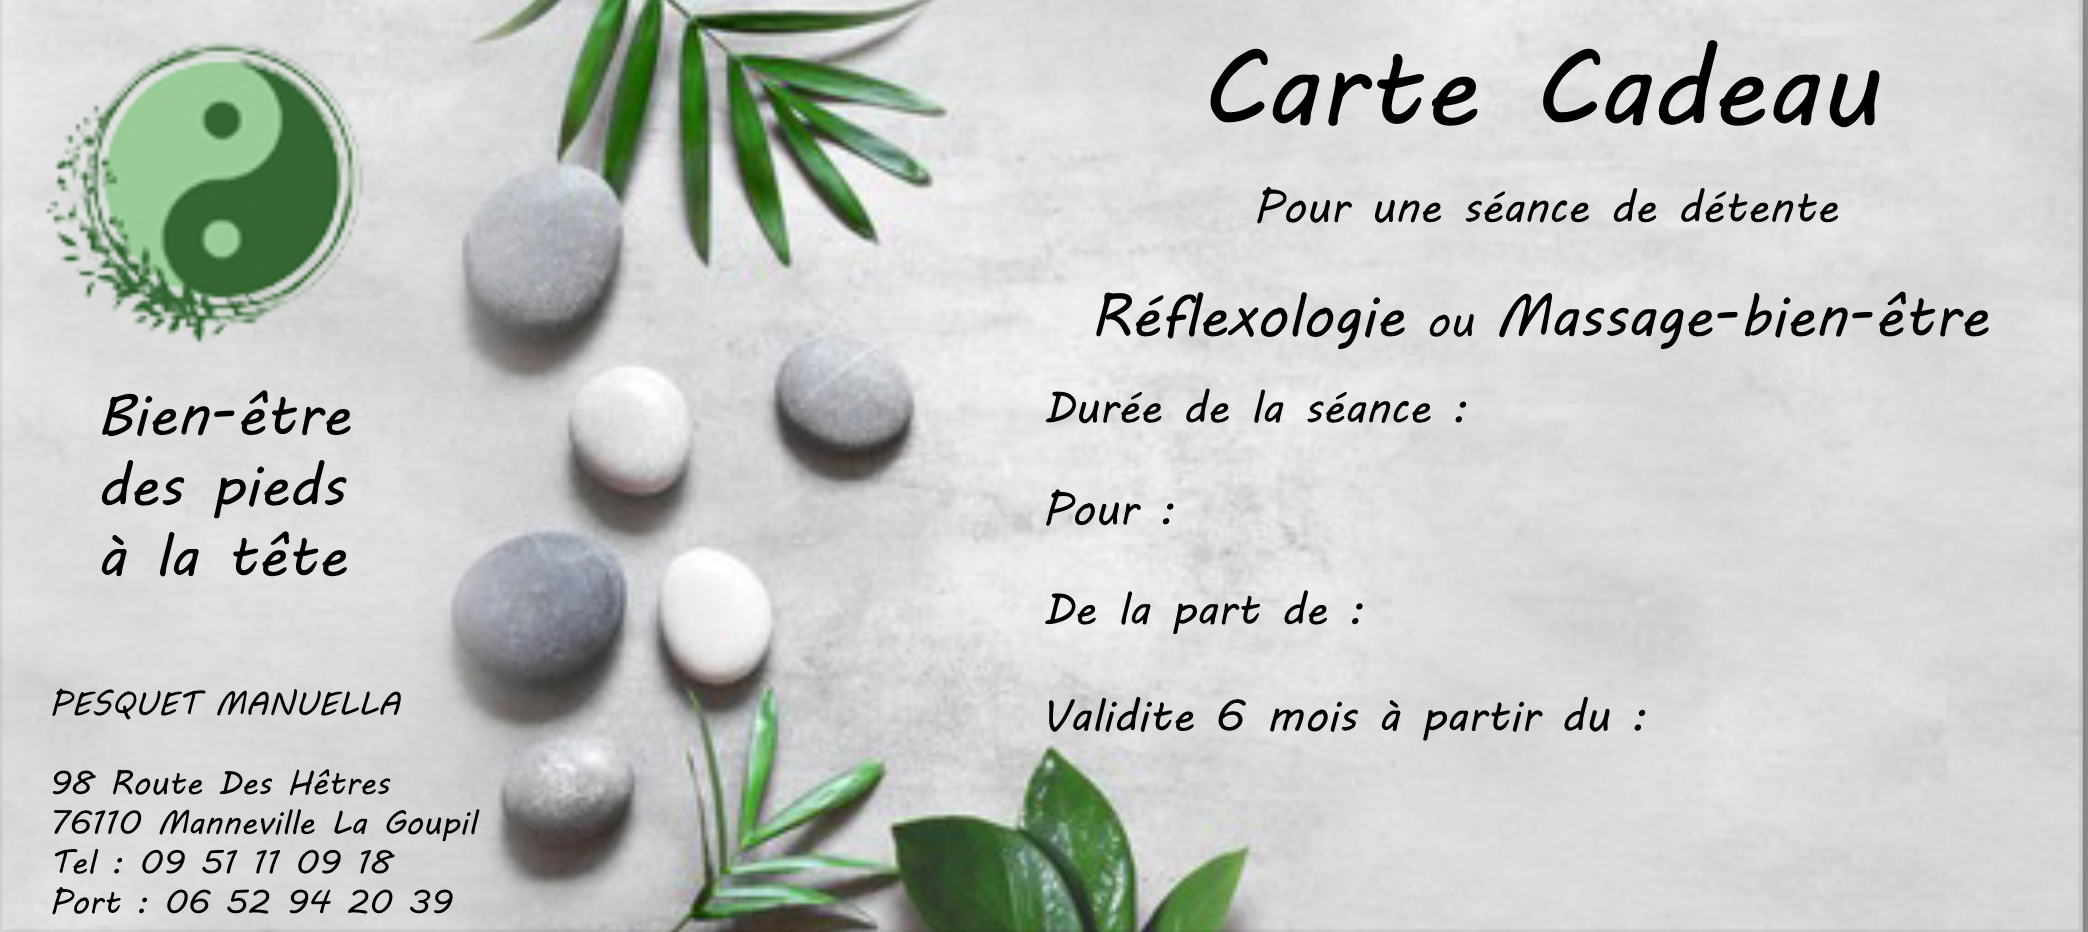 Bien-être
des pieds
à la tête
PESQUET MANUELLA
98 Route Des Hêtres
76110 Manneville La Goupil
Tel : 09 51 11 09 18
Port : 06 52 94 20 39
Carte Cadeau
Pour une séance de détente
Réflexologie ou Massage-bien-être
Durée de la séance :
Pour :
De la part de :
Validite 6 mois à partir du :